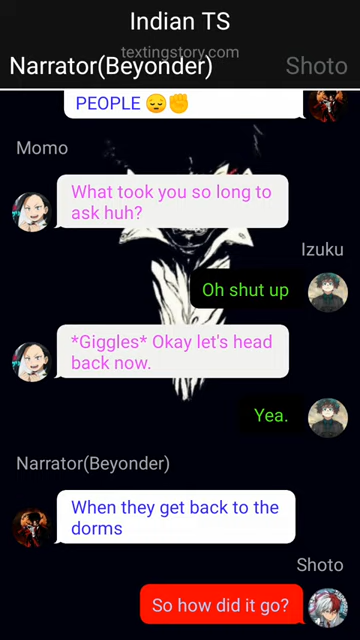 Indian TS
textingstory.com
Narrator(Beyonder)
Shoto
PEOPLE 😔✊
Momo
What took you so long to
ask huh?
Izuku
Oh shut up
*Giggles* Okay let's head
back now.
Yea.
Narrator(Beyonder)
When they get back to the
dorms
Shoto
So how did it go?